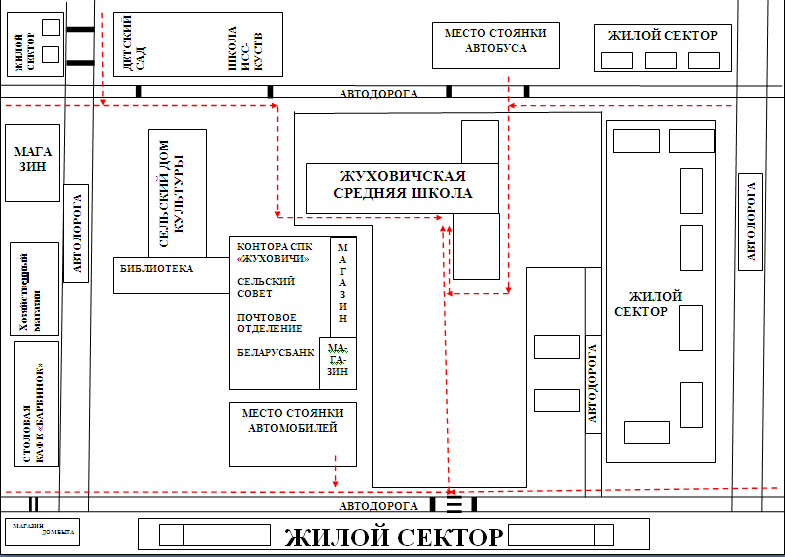 ЖИЛОЙ
СЕКТОР
ДЕТСКИЙ
САД
ШКОЛА
ИСС-
КУСТВ
МЕСТО СТОЯНКИ
АВТОБУСА
ЖИЛОЙ СЕКТОР
АВТОДОРОГА
МАГА
ЗИН
СЕЛЬСКИЙ ДОМ
КУЛЬТУРЫ
ЖУХОВИЧСКАЯ
СРЕДНЯЯ ШКОЛА
АВТОДОРОГА
АВТОДОРОГА
БИБЛИОТЕКА
КОНТОРА СПК
«ЖУХОВИЧИ»
СЕЛЬСКИЙ
СОВЕТ
ПОЧТОВОЕ
ОТДЕЛЕНИЕ
БЕЛАРУСБАНК
М
А
Г
А
З
И
Н
МА-
ГА-
ЗИН
Хозяйственный
магазин
ЖИЛОЙ
СЕКТОР
АВТОДОРОГА
СТОЛОВАЯ
КАФЕ «БАРВИНОК»
МЕСТО СТОЯНКИ
АВТОМОБИЛЕЙ
АВТОДОРОГА
МАГАЗИН
ДОМБЫТА
ЖИЛОЙ СЕКТОР